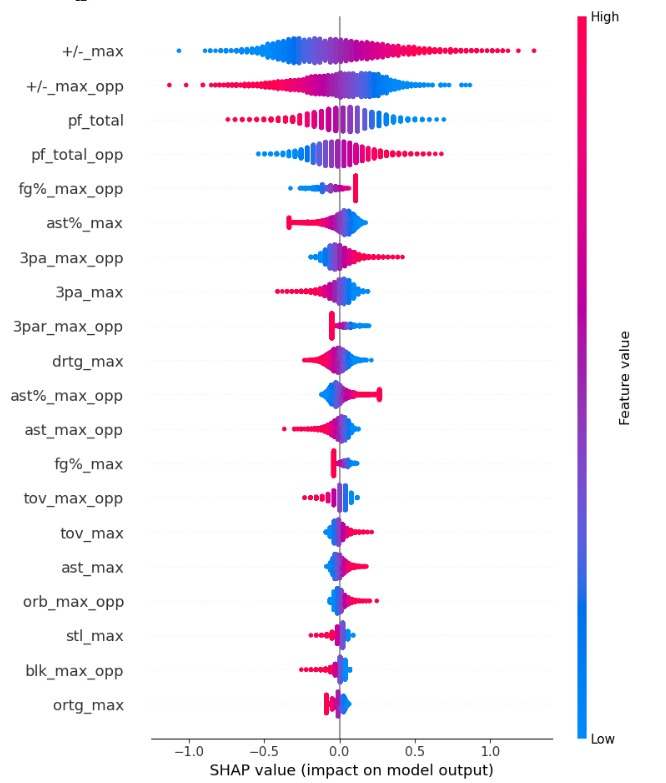 High
+/-_max
+/-_max_opp
pf_total
pf_total_opp
fg%_max_opp
ast%_max
3pa_max_opp
3pa_max
3par_max_opp
drtg_max
ast%_max_opp
ast_max_opp
fg%_max
tov_max_opp
tov_max
ast_max
orb_max_opp
stl_max
blk_max_opp
ortg_max
Feature value
Low
−1.0 −0.5 0.0 0.5 1.0
SHAP value (impact on model output)